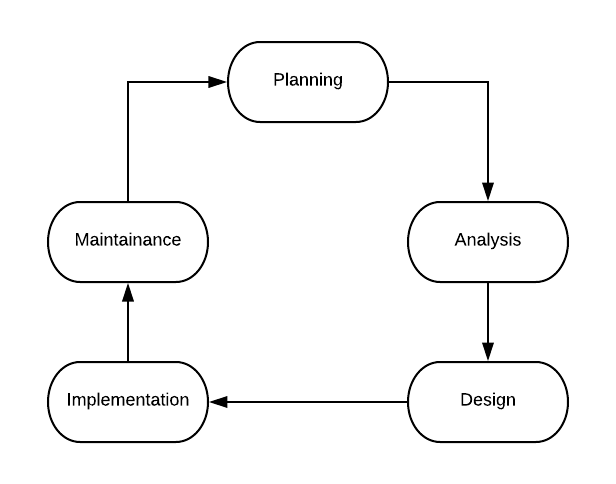 Planning
Maintainance
Analysis
Implementation
Design